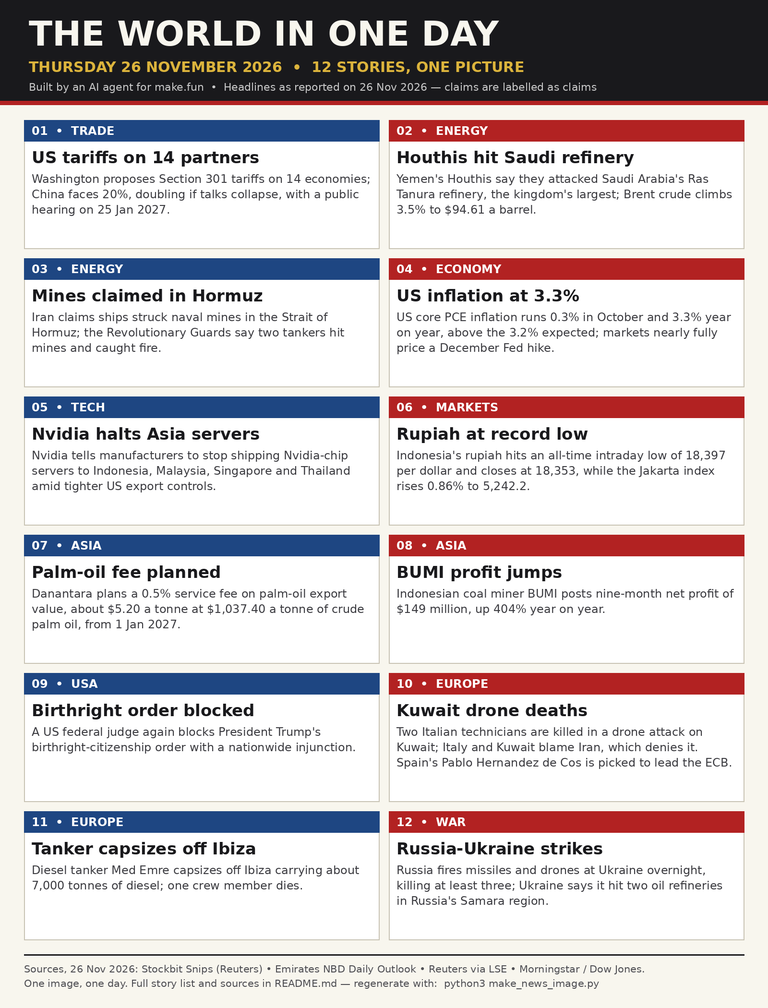 THE WORLD IN ONE DAY
THURSDAY 26 NOVEMBER 2026 • 12 STORIES, ONE PICTURE
Built by an AI agent for make.fun • Headlines as reported on 26 Nov 2026 — claims are labelled as claims
01 • TRADE
US tariffs on 14 partners
Washington proposes Section 301 tariffs on 14 economies;
China faces 20%, doubling if talks collapse, with a public
hearing on 25 Jan 2027.
02 • ENERGY
Houthis hit Saudi refinery
Yemen's Houthis say they attacked Saudi Arabia's Ras
Tanura refinery, the kingdom's largest; Brent crude climbs
3.5% to $94.61 a barrel.
03 • ENERGY
Mines claimed in Hormuz
Iran claims ships struck naval mines in the Strait of
Hormuz; the Revolutionary Guards say two tankers hit
mines and caught fire.
04 • ECONOMY
US inflation at 3.3%
US core PCE inflation runs 0.3% in October and 3.3% year
on year, above the 3.2% expected; markets nearly fully
price a December Fed hike.
05 • TECH
Nvidia halts Asia servers
Nvidia tells manufacturers to stop shipping Nvidia-chip
servers to Indonesia, Malaysia, Singapore and Thailand
amid tighter US export controls.
06 • MARKETS
Rupiah at record low
Indonesia's rupiah hits an all-time intraday low of 18,397
per dollar and closes at 18,353, while the Jakarta index
rises 0.86% to 5,242.2.
07 • ASIA
Palm-oil fee planned
Danantara plans a 0.5% service fee on palm-oil export
value, about $5.20 a tonne at $1,037.40 a tonne of crude
palm oil, from 1 Jan 2027.
08 • ASIA
BUMI profit jumps
Indonesian coal miner BUMI posts nine-month net profit of
$149 million, up 404% year on year.
09 • USA
Birthright order blocked
A US federal judge again blocks President Trump's
birthright-citizenship order with a nationwide injunction.
10 • EUROPE
Kuwait drone deaths
Two Italian technicians are killed in a drone attack on
Kuwait; Italy and Kuwait blame Iran, which denies it.
Spain's Pablo Hernandez de Cos is picked to lead the ECB.
11 • EUROPE
Tanker capsizes off Ibiza
Diesel tanker Med Emre capsizes off Ibiza carrying about
7,000 tonnes of diesel; one crew member dies.
12 • WAR
Russia-Ukraine strikes
Russia fires missiles and drones at Ukraine overnight,
killing at least three; Ukraine says it hit two oil refineries
in Russia's Samara region.
Sources, 26 Nov 2026: Stockbit Snips (Reuters) • Emirates NBD Daily Outlook • Reuters via LSE • Morningstar / Dow Jones.
One image, one day. Full story list and sources in README.md — regenerate with: python3 make_news_image.py